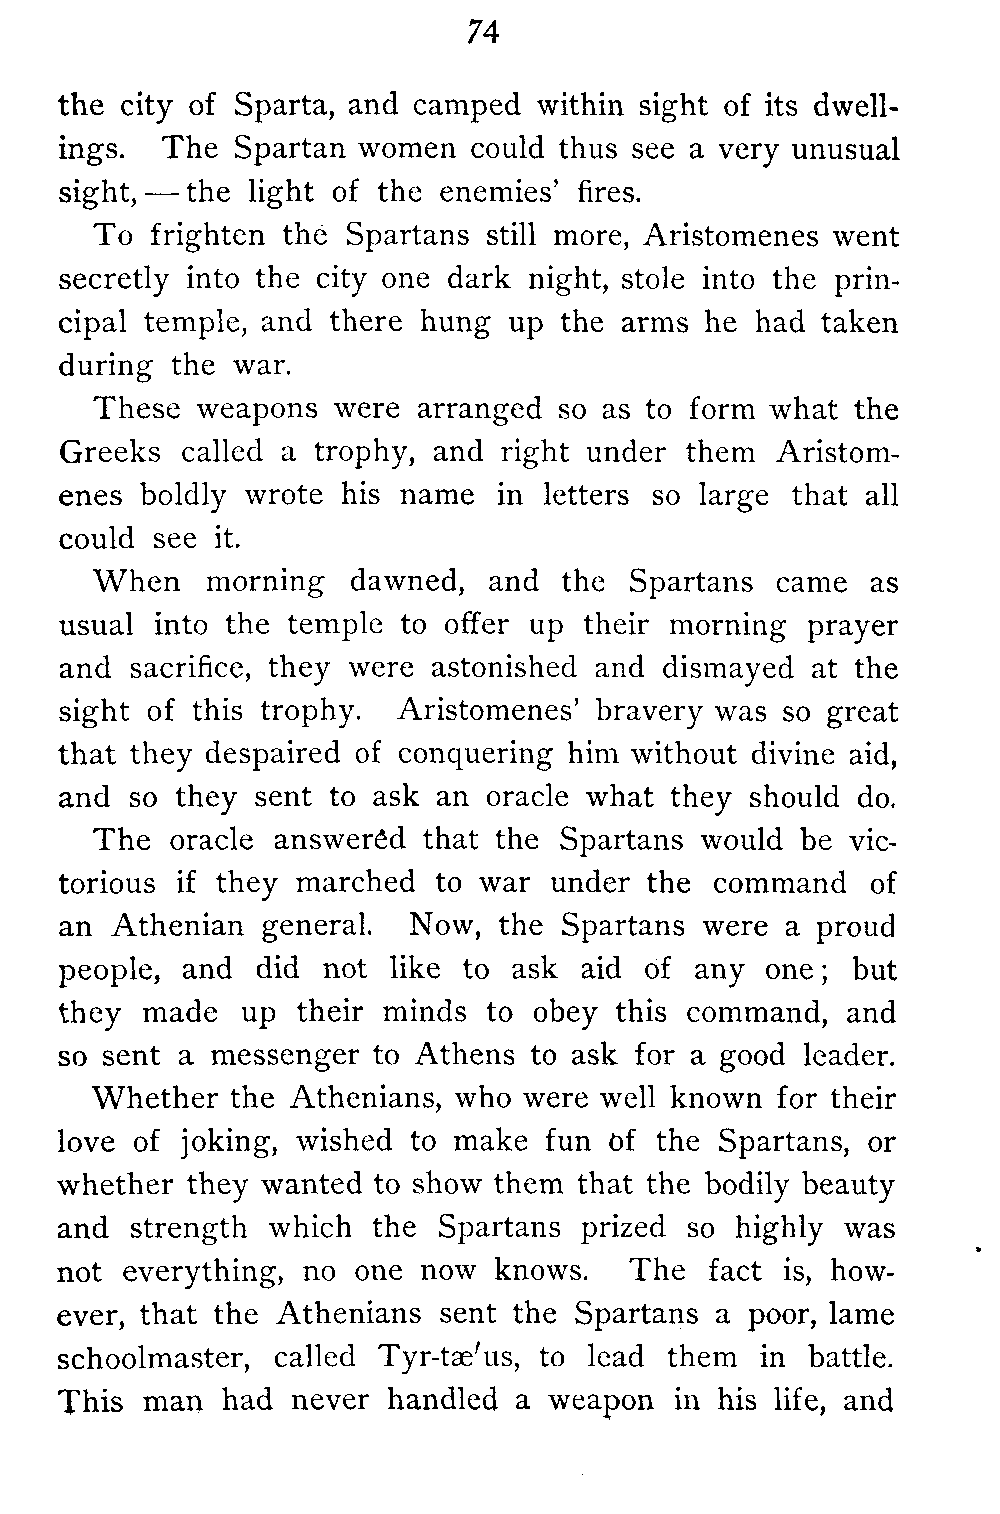 74
the city of Sparta, and camped within sight of its dwell-
ings. The Spartan women could thus see a very unusual
sight, — the light of the enemies' fires.
To frighten the Spartans still more, Aristomenes went
secretly into the city one dark night, stole into the prin-
cipal temple, and there hung up the arms he had taken
during the war.
These weapons were arranged so as to form what the
Greeks called a trophy, and right under them Aristom-
enes boldly wrote his name in letters so large that all
could see it.
When morning dawned, and the Spartans came as
usual into the temple to offer up their morning prayer
and sacrifice, they were astonished and dismayed at the
sight of this trophy. Aristomenes' bravery was so great
that they despaired of conquering him without divine aid,
and so they sent to ask an oracle what they should do.
The oracle answered that the Spartans would be vic-
torious if they marched to war under the command of
an Athenian general. Now, the Spartans were a proud
people, and did not like to ask aid of any one; but
they made up their minds to obey this command, and
so sent a messenger to Athens to ask for a good leader.
Whether the Athenians, who were well known for their
love of joking, wished to make fun of the Spartans, or
whether they wanted to show them that the bodily beauty
and strength which the Spartans prized so highly was
not everything, no one now knows. The fact is, how-
ever, that the Athenians sent the Spartans a poor, lame
schoolmaster, called Tyr-tæ′us, to lead them in battle.
This man had never handled a weapon in his life, and